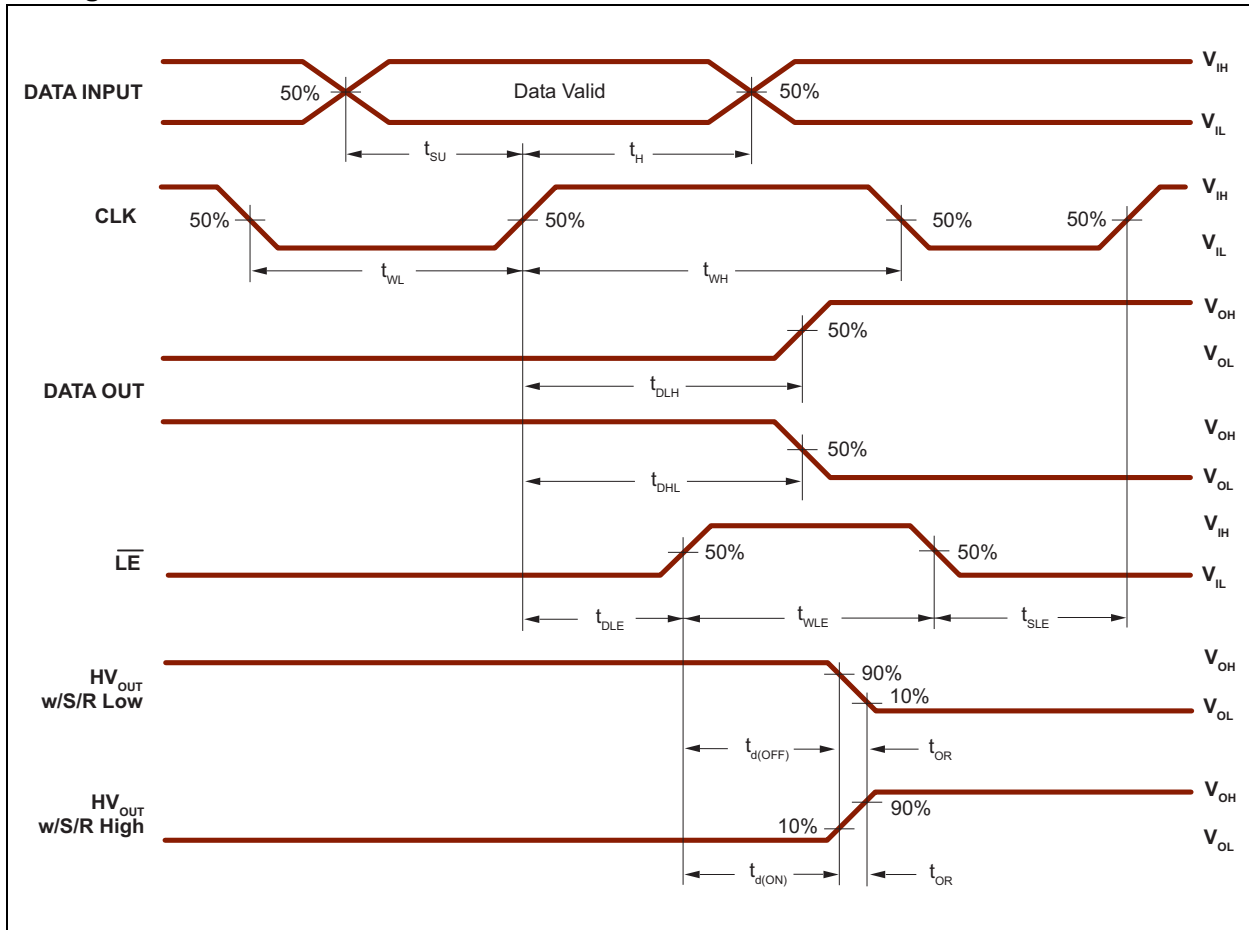 V_IH
DATA INPUT 50% Data Valid 50%
V_IL
t_SU t_H
V_IH
CLK 50% 50% 50% 50%
V_IL
t_WL t_WH
V_OH
50%
V_OL
t_DLH
DATA OUT
V_OH
50%
V_OL
t_DHL
V_IH
LE 50% 50%
V_IL
t_DLE t_WLE t_SLE
HV_OUT
w/S/R Low
V_OH
90%
10%
V_OL
t_d(OFF) t_OR
HV_OUT
w/S/R High
V_OH
90%
10%
V_OL
t_d(ON) t_OR